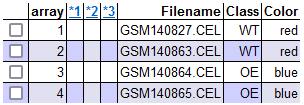 array *1 *2 *3 Filename Class Color
1 GSM140827.CEL WT red
2 GSM140863.CEL WT red
3 GSM140864.CEL OE blue
4 GSM140865.CEL OE blue